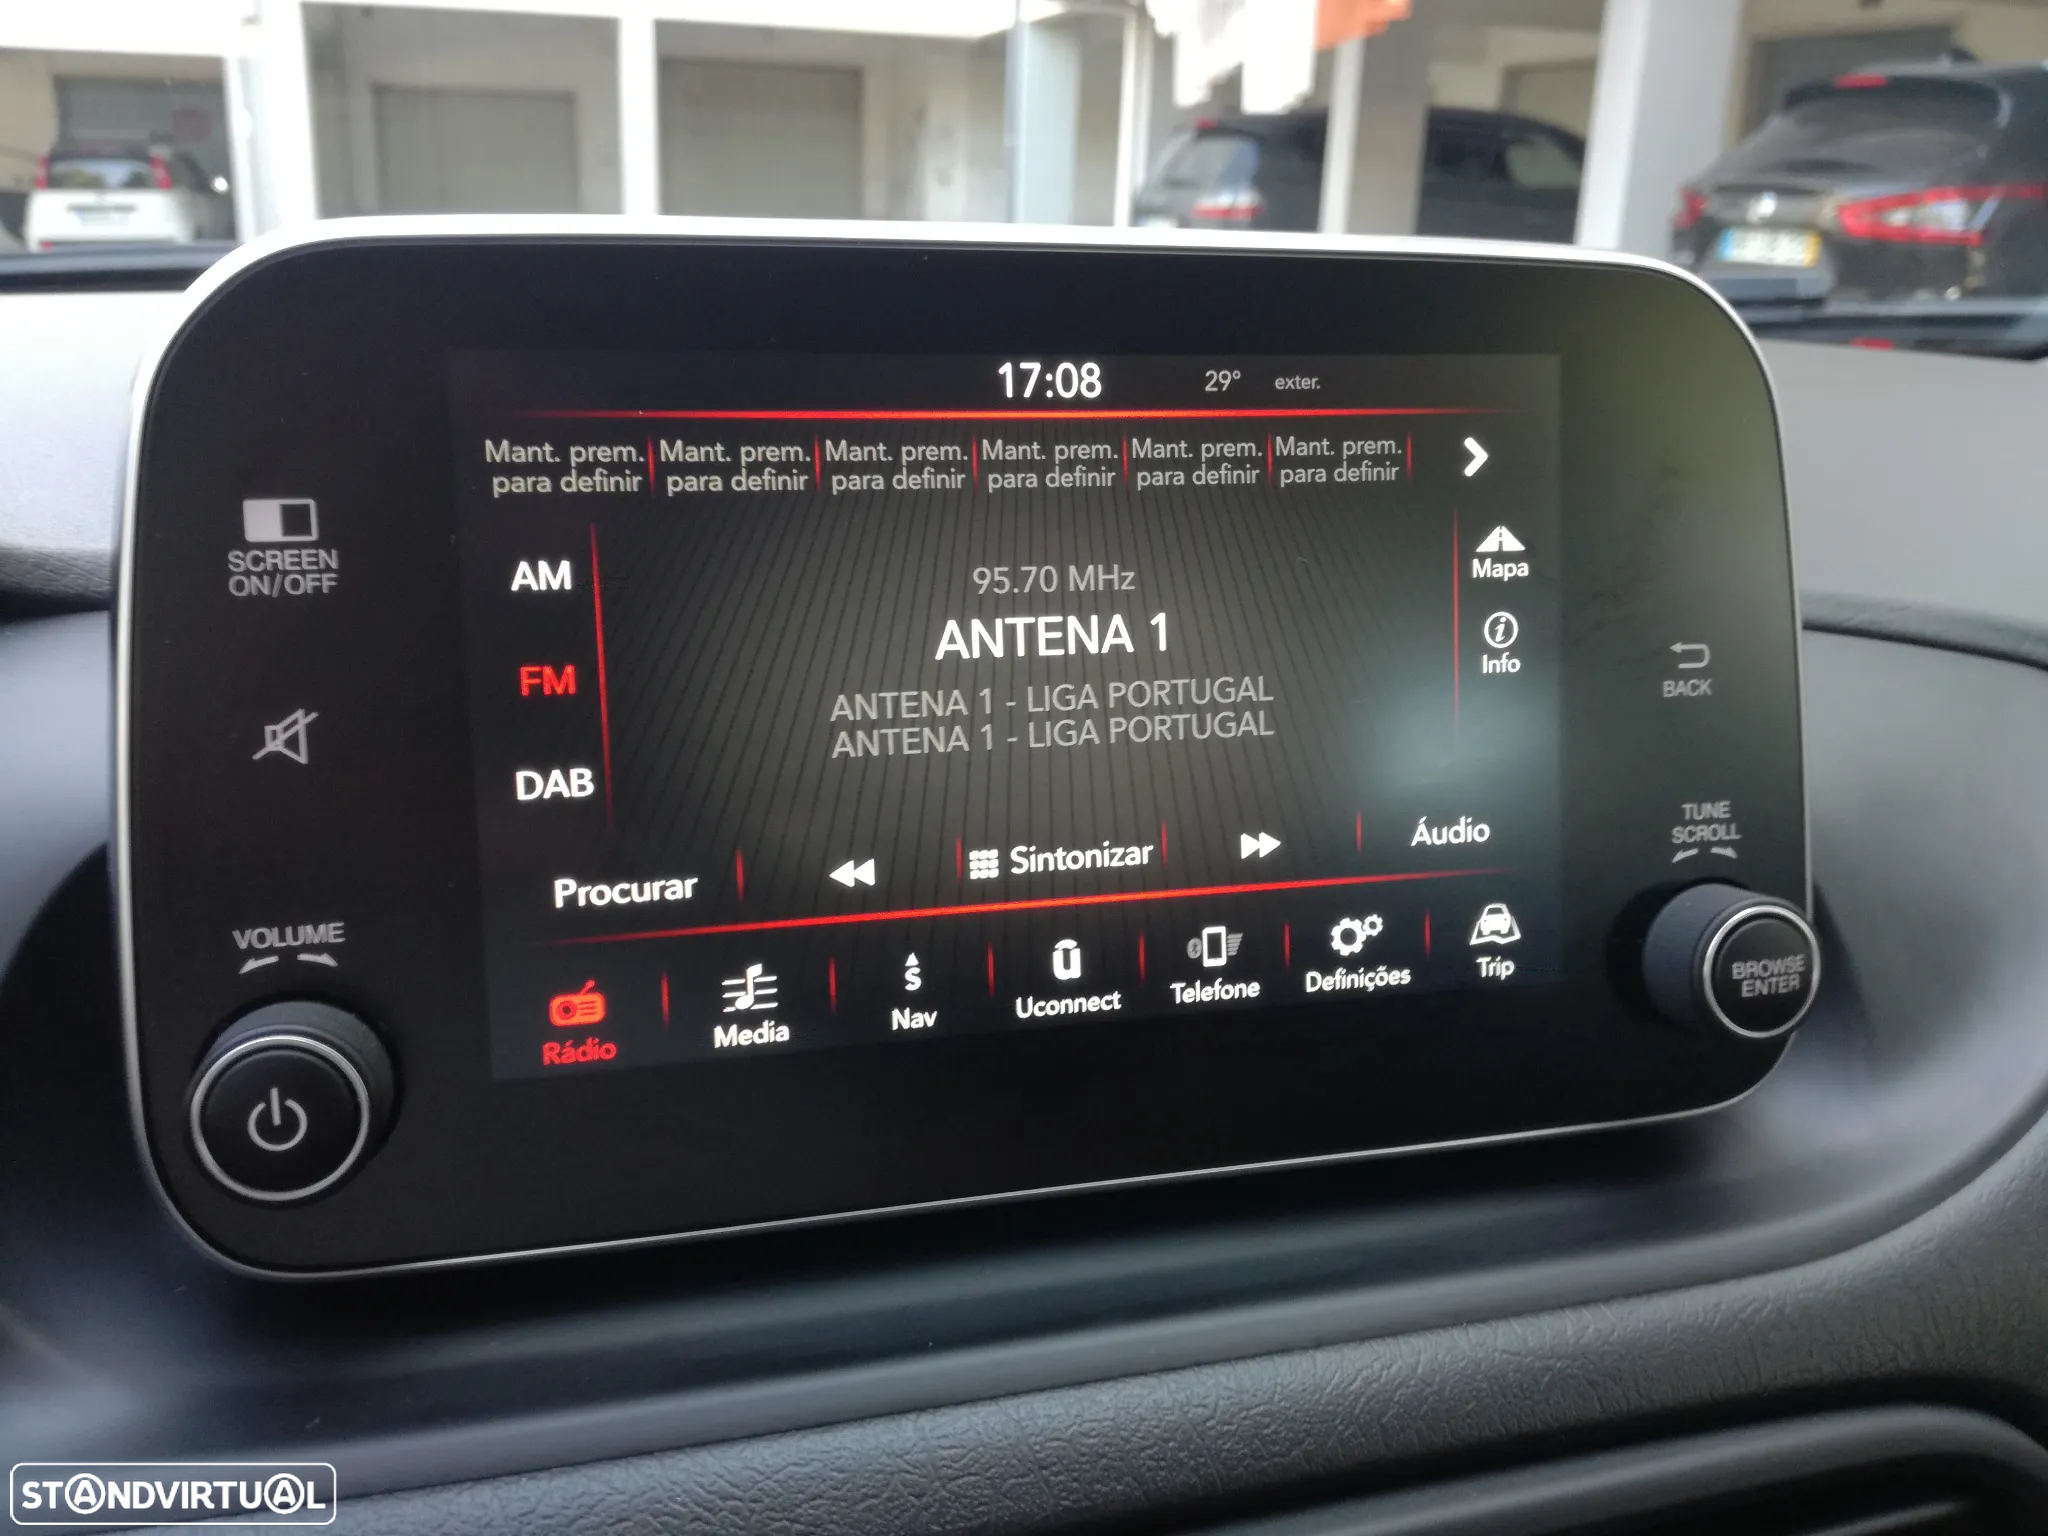 17:08 29° exter.
Mant. prem. para definir
Mant. prem. para definir
Mant. prem. para definir
Mant. prem. para definir
Mant. prem. para definir
Mant. prem. para definir
SCREEN
ON/OFF
AM
FM
DAB
95.70 MHz
ANTENA 1
ANTENA 1 - LIGA PORTUGAL
ANTENA 1 - LIGA PORTUGAL
Mapa
Info
BACK
TUNE
SCROLL
Procurar
Sintonizar
Áudio
VOLUME
Rádio
Media
S
Nav
Uconnect
Telefone
Definições
Trip
BROWSE
ENTER
STANDVIRTUAL